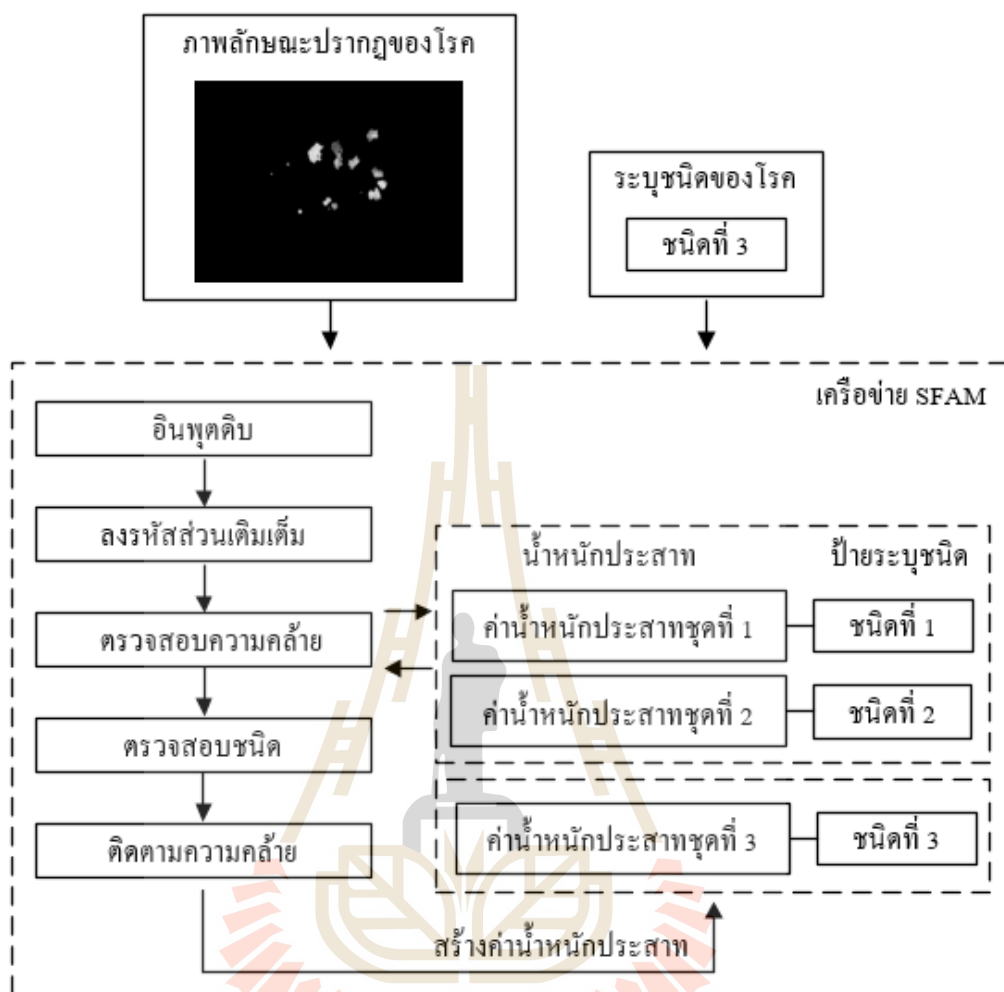 ภาพลักษณะปรากฏของโรค
ระบุชนิดของโรค
ชนิดที่ 3
เครือข่าย SFAM
อินพุตดิบ
ลงรหัสส่วนเติมเต็ม
ตรวจสอบความคล้าย
ตรวจสอบชนิด
ติดตามความคล้าย
น้ำหนักประสาท
ป้ายระบุชนิด
ค่าน้ำหนักประสาทชุดที่ 1
ชนิดที่ 1
ค่าน้ำหนักประสาทชุดที่ 2
ชนิดที่ 2
ค่าน้ำหนักประสาทชุดที่ 3
ชนิดที่ 3
สร้างค่าน้ำหนักประสาท